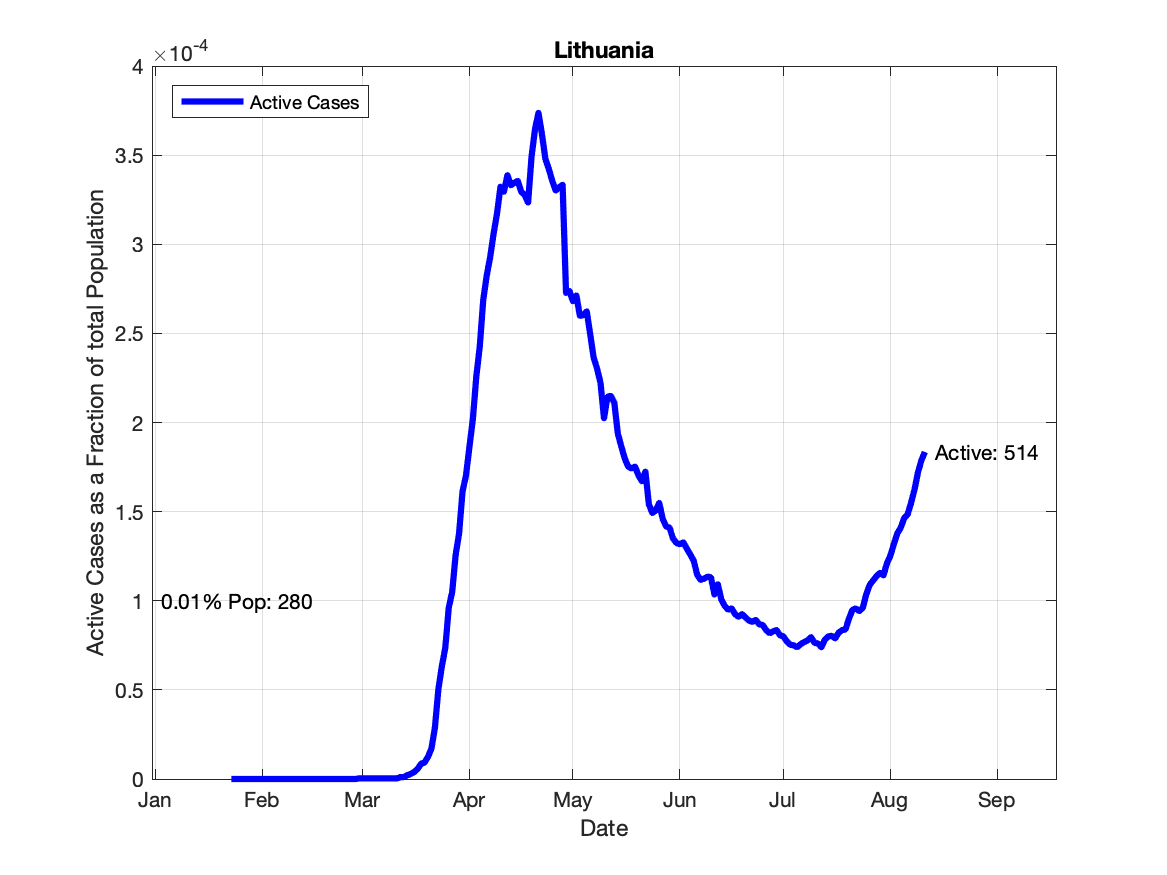 Lithuania
×10-4
Active Cases
4
3.5
3
2.5
2
1.5
1
0.5
0
Active Cases as a Fraction of total Population
Active: 514
0.01% Pop: 280
Jan Feb Mar Apr May Jun Jul Aug Sep
Date